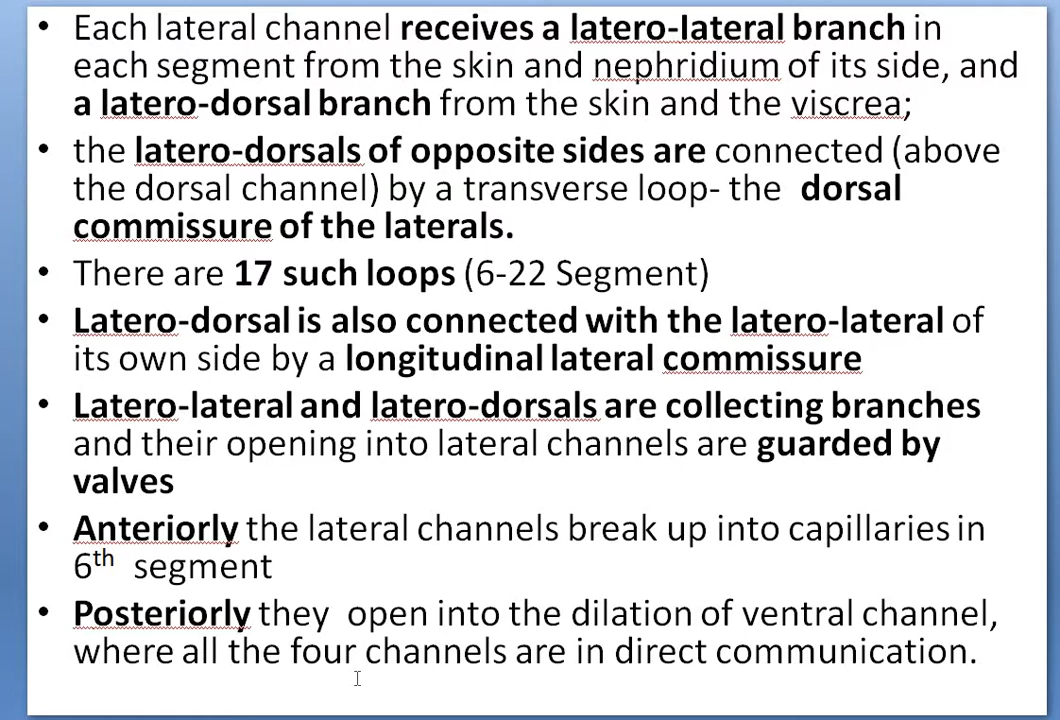 • Each lateral channel receives a latero-lateral branch in
each segment from the skin and nephridium of its side, and
a latero-dorsal branch from the skin and the viscrea;
• the latero-dorsals of opposite sides are connected (above
the dorsal channel) by a transverse loop- the dorsal
commissure of the laterals.
• There are 17 such loops (6-22 Segment)
• Latero-dorsal is also connected with the latero-lateral of
its own side by a longitudinal lateral commissure
• Latero-lateral and latero-dorsals are collecting branches
and their opening into lateral channels are guarded by
valves
• Anteriorly the lateral channels break up into capillaries in
6th segment
• Posteriorly they open into the dilation of ventral channel,
where all the four channels are in direct communication.